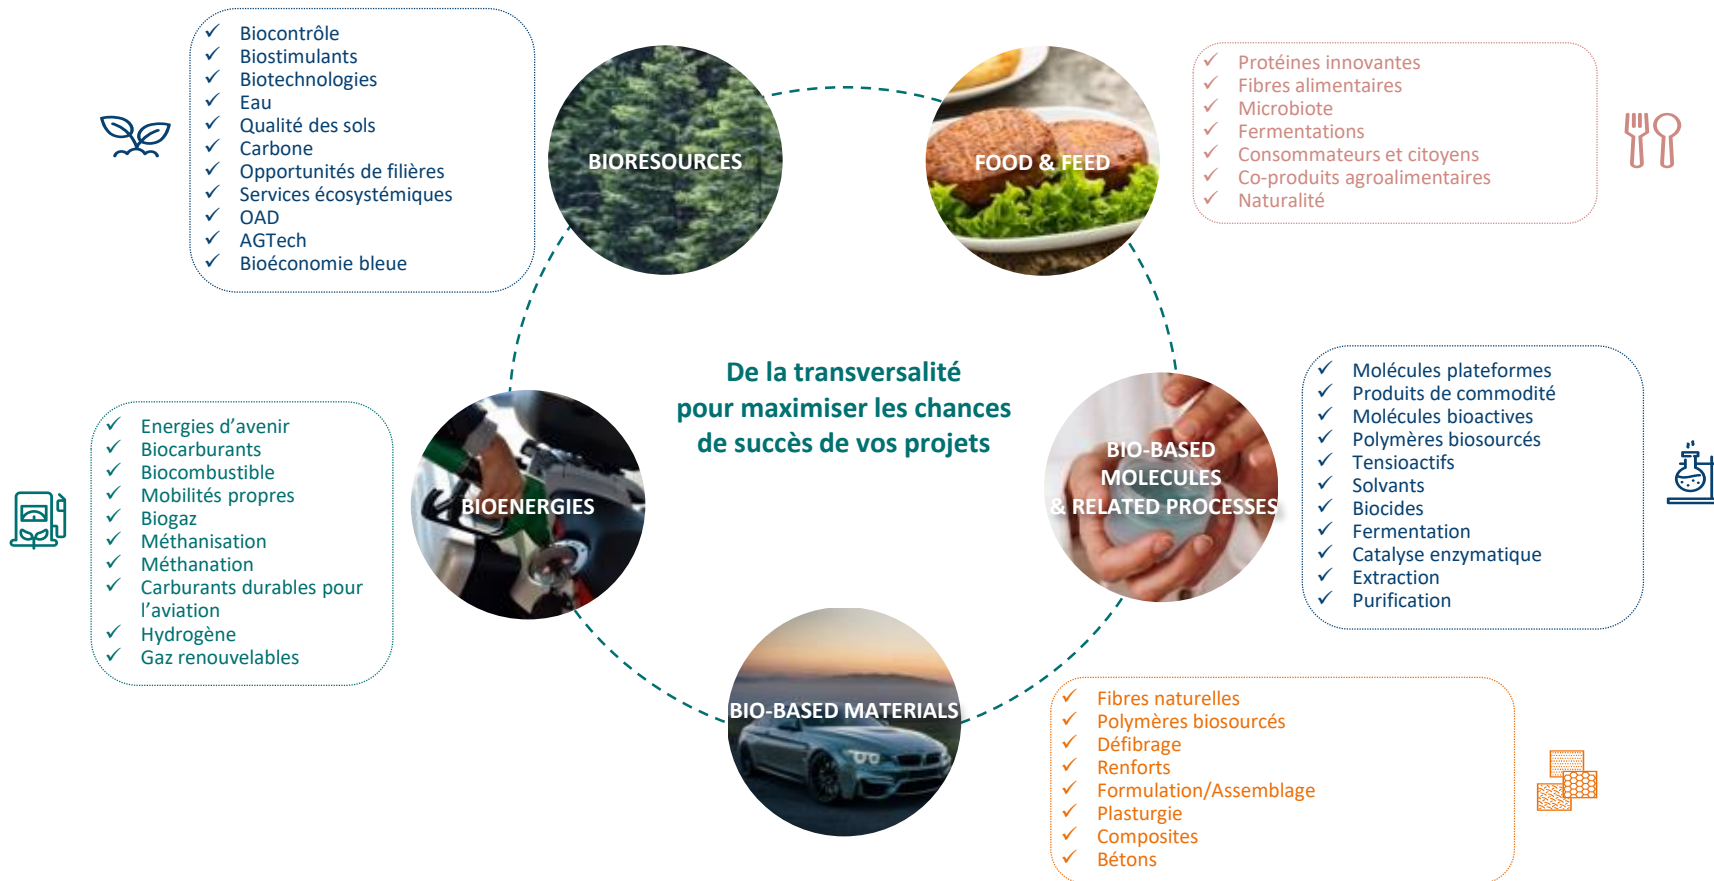 Biocontrôle
Biostimulants
Biotechnologies
Eau
Qualité des sols
Carbone
Opportunités de filières
Services écosystémiques
OAD
AGTech
Bioéconomie bleue
BIORESOURCES
FOOD & FEED
Protéines innovantes
Fibres alimentaires
Microbiote
Fermentations
Consommateurs et citoyens
Co-produits agroalimentaires
Naturalité
De la transversalité
pour maximiser les chances
de succès de vos projets
Energies d’avenir
Biocarburants
Biocombustible
Mobilités propres
Biogaz
Méthanisation
Méthanation
Carburants durables pour
l’aviation
Hydrogène
Gaz renouvelables
BIOENERGIES
BIO-BASED
MOLECULES
& RELATED PROCESSES
Molécules plateformes
Produits de commodité
Molécules bioactives
Polymères biosourcés
Tensioactifs
Solvants
Biocides
Fermentation
Catalyse enzymatique
Extraction
Purification
BIO-BASED MATERIALS
Fibres naturelles
Polymères biosourcés
Défibrage
Renforts
Formulation/Assemblage
Plasturgie
Composites
Bétons